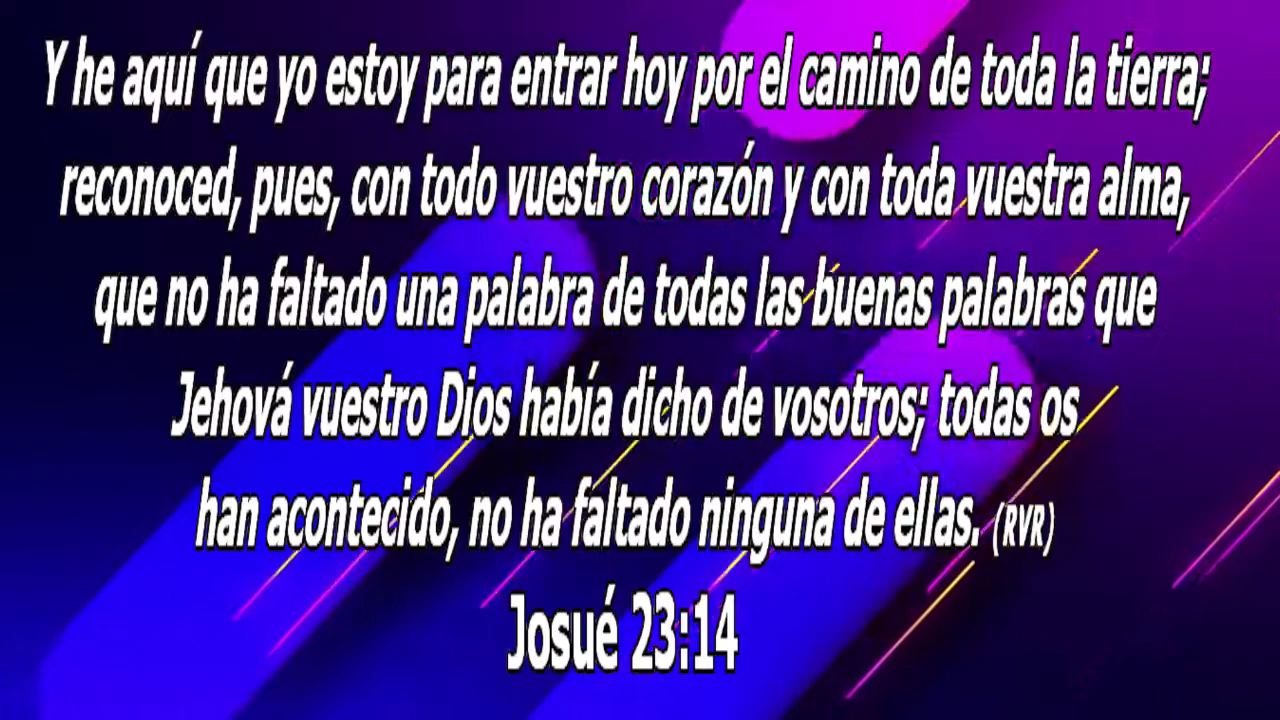 Y he aquí que yo estoy para entrar hoy por el camino de toda la tierra;
reconoced, pues, con todo vuestro corazón y con toda vuestra alma,
que no ha faltado una palabra de todas las buenas palabras que
Jehová vuestro Dios había dicho de vosotros; todas os
han acontecido, no ha faltado ninguna de ellas. (RVR)
Josué 23:14